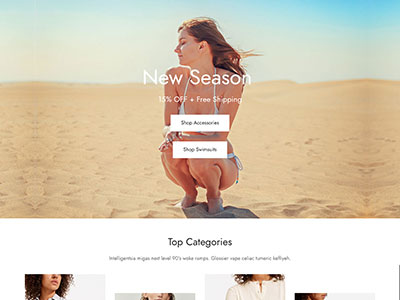 New Season
15% OFF + Free Shipping
Shop Accessories
Shop Swimsuits
Top Categories
Intelligentsia migas next level 90's woke ramps. Glossier vape celiac tumeric keffiyeh.